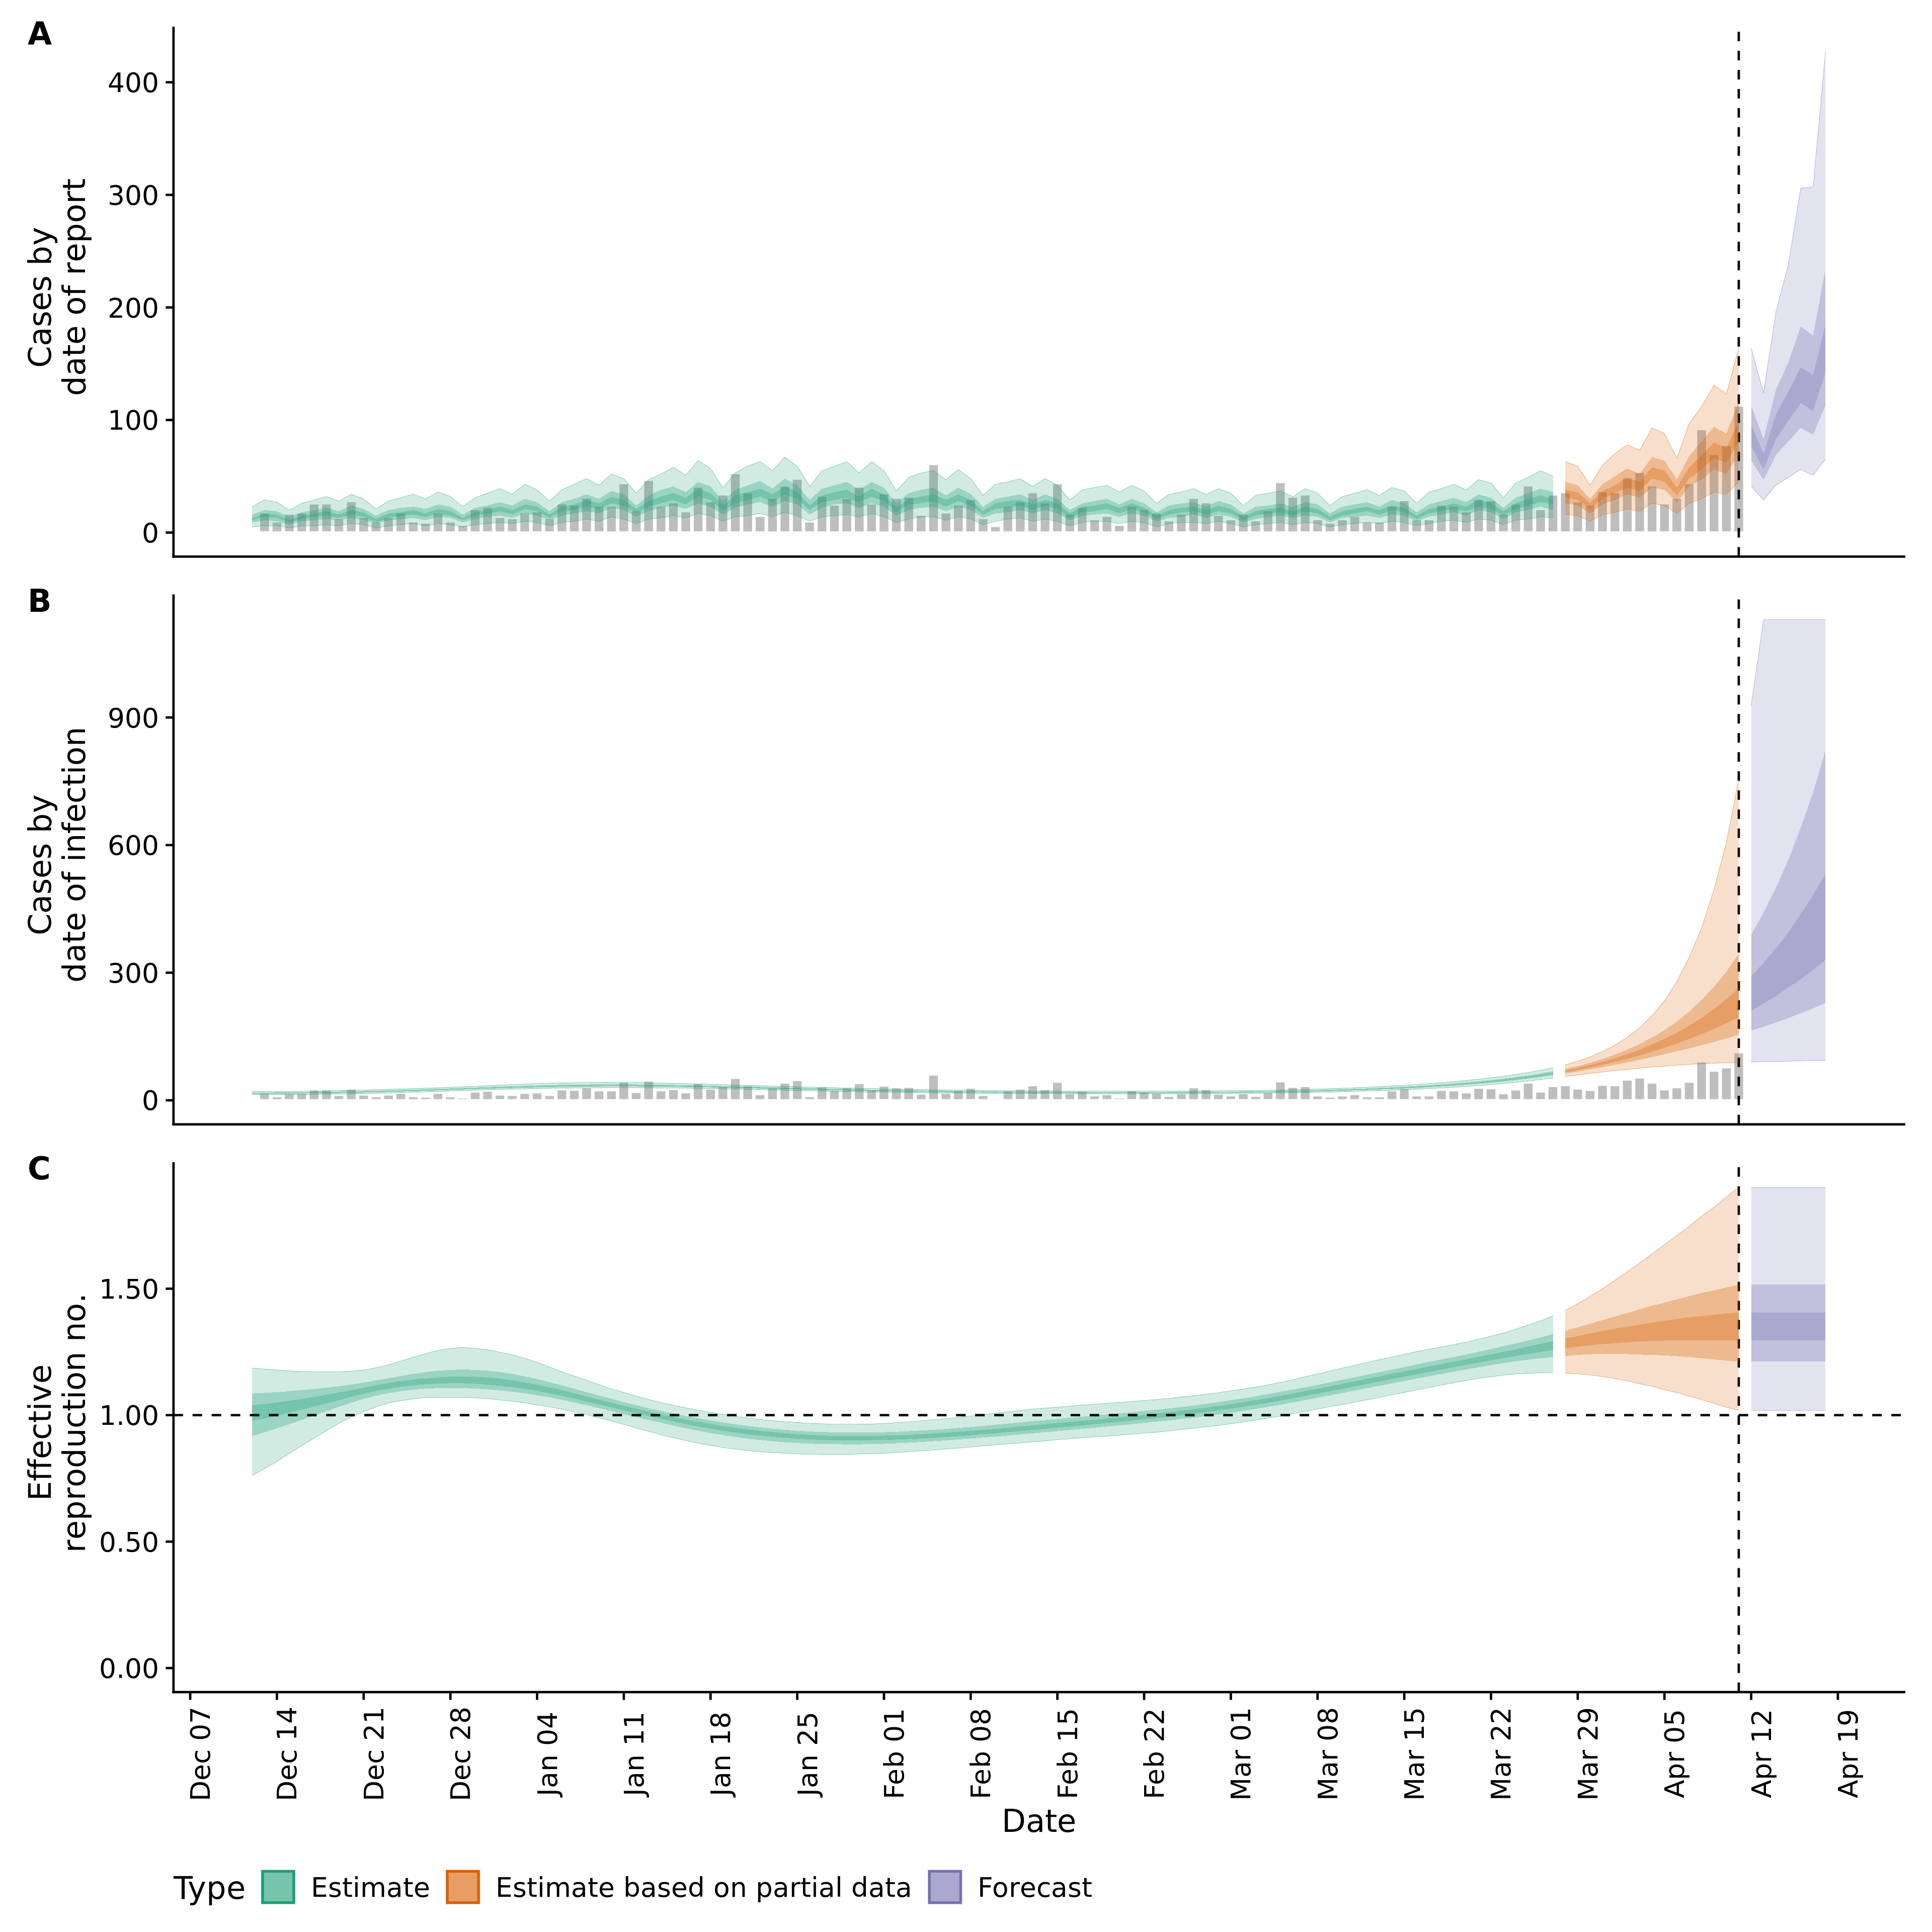 A
Cases by
date of report
400
300
200
100
0
B
Cases by
date of infection
900
600
300
0
C
Effective
reproduction no.
1.50
1.00
0.50
0.00
Dec 07
Dec 14
Dec 21
Dec 28
Jan 04
Jan 11
Jan 18
Jan 25
Feb 01
Feb 08
Feb 15
Feb 22
Mar 01
Mar 08
Mar 15
Mar 22
Mar 29
Apr 05
Apr 12
Apr 19
Date
Type Estimate Estimate based on partial data Forecast